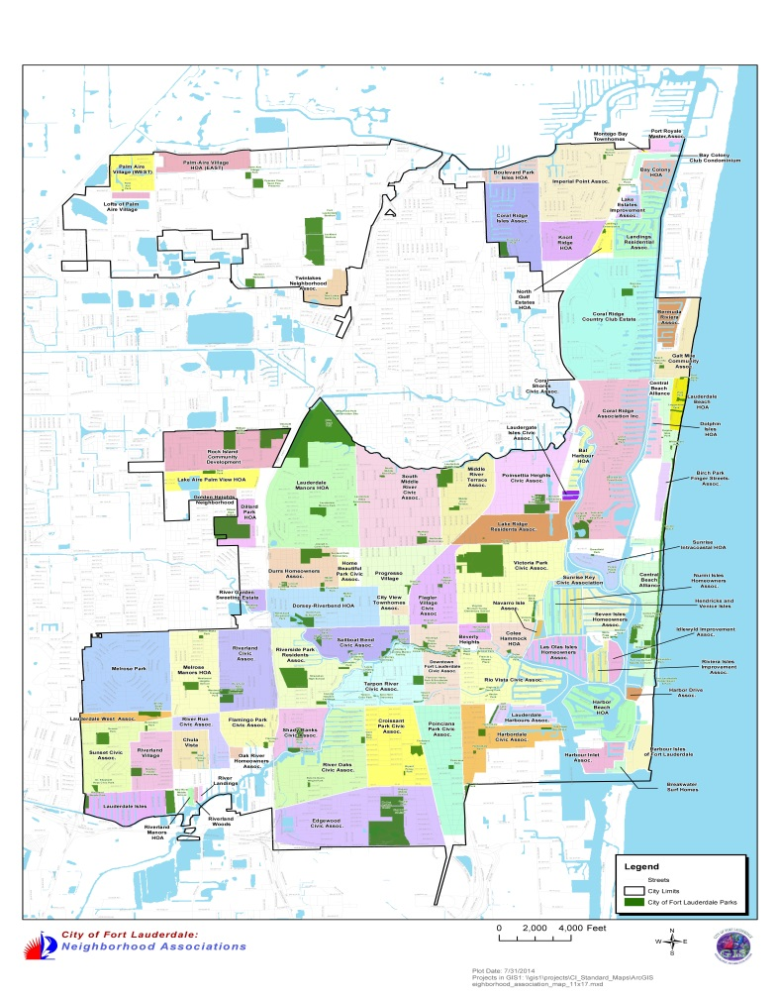 Montego Bay
Townhomes
Port Royale
Master Assoc.
Bay Colony
Club Condominium
Palm Aire
Village (WEST)
Palm-Aire Village
HOA (EAST)
Lofts of Palm
Aire Village
Boulevard Park
Isles HOA
Imperial Point Assoc.
Bay Colony
HOA
Lake
Estates
Improvement
Assoc.
Coral Ridge
Isles Assoc.
Knoll
Ridge
HOA
Landings
Residential
Assoc.
Twinlakes
Neighborhood
Assoc.
North
Golf
Estates
HOA
Coral Ridge
Country Club Estate
Bermuda
Riviera
Assoc.
Galt Mile
Community
Assoc.
Coral
Shores
Civic Assoc.
Central
Beach
Alliance
Lauderdale
Beach
HOA
Coral Ridge
Association Inc.
Dolphin
Isles
HOA
Laudergate
Isles Civic
Assoc.
Bal
Harbour
HOA
Rock Island
Community
Development
Lake Aire Palm View HOA
Golden Heights
Neighborhood
Dillard
Park
HOA
Lauderdale
Manors HOA
South
Middle
River
Civic
Assoc.
Middle
River
Terrace
Assoc.
Poinsettia Heights
Civic Assoc.
Birch Park
Finger Streets
Assoc.
Lake Ridge
Residents Assoc.
Sunrise
Intracoastal HOA
Durrs Homeowners
Assoc.
Home
Beautiful
Park Civic
Assoc.
Progresso
Village
Victoria Park
Civic Assoc.
Sunrise Key
Civic Association
Central
Beach
Alliance
Nurmi Isles
Homeowners
Assoc.
River Garden
Sweeting Estate
Dorsey-Riverbend HOA
City View
Townhomes
Assoc.
Flagler
Village
Civic
Assoc
Navarro Isle
Assoc.
Hendricks and
Venice Isles
Seven Isles
Homeowners
Assoc.
Idlewyld Improvement
Assoc.
Melrose Park
Melrose
Manors HOA
Riverland
Civic
Assoc
Riverside Park
Residents
Assoc.
Sailboat Bend
Civic Assoc.
Beverly
Heights
Coles
Hammock
HOA
Las Olas Isles
Homeowners
Assoc.
Riviera Isles
Improvement
Assoc.
Downtown
Fort Lauderdale
Civic Assoc.
Tarpon River
Civic Assoc.
Rio Vista Civic Assoc.
Harbor Drive
Assoc.
Harbor
Beach
HOA
Lauderdale West Assoc.
River Run
Civic Assoc.
Flamingo Park
Civic Assoc.
Shady Banks
Civic Assoc.
Croissant
Park Civic
Assoc.
Poinciana
Park Civic
Assoc.
Lauderdale
Harbours Assoc.
Harbordale
Civic Assoc.
Sunset Civic
Assoc.
Riverland
Village
Chula
Vista
Oak River
Homeowners
Assoc.
River Oaks
Civic Assoc.
Harbour Inlet
Assoc.
Harbour Isles
of Fort Lauderdale
Breakwater
Surf Homes
River
Landings
Lauderdale Isles
Riverland
Manors
HOA
Riverland
Woods
Edgewood
Civic Assoc.
Legend
Streets
City Limits
City of Fort Lauderdale Parks
City of Fort Lauderdale:
Neighborhood Associations
0 2,000 4,000 Feet
N
W E
S
CITY OF FORT LAUDERDALE
GIS
Plot Date: 7/31/2014
Projects in GIS1: \\gis1\projects\CI_Standard_Maps\ArcGIS
eighborhood_association_map_11x17.mxd